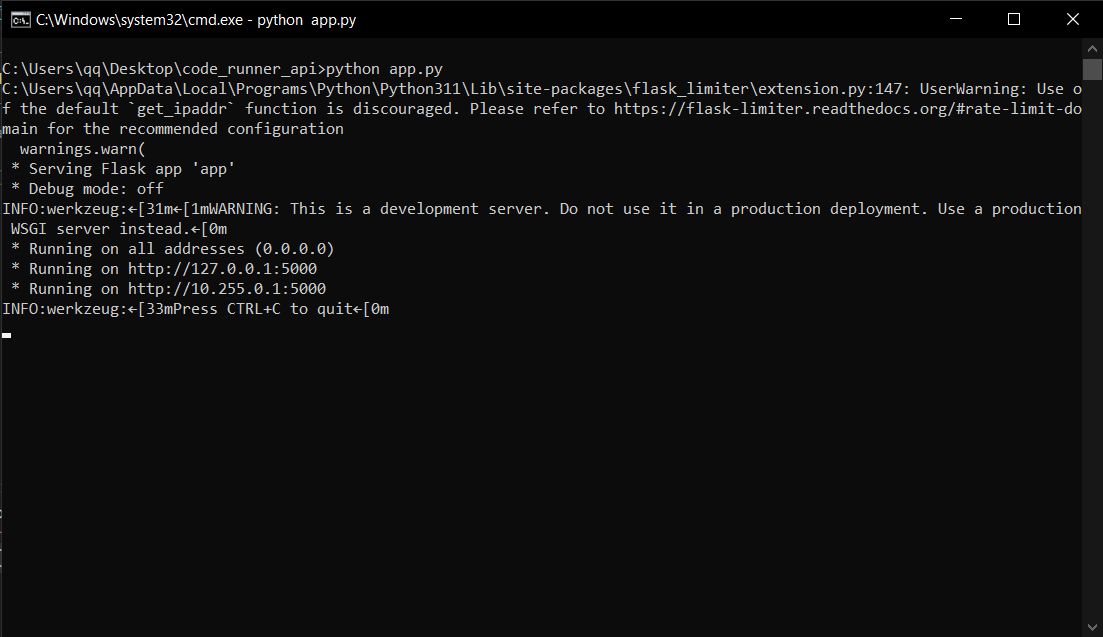 C:\Windows\system32\cmd.exe - python  app.py
C:\Users\qq\Desktop\code_runner_api>python app.py
C:\Users\qq\AppData\Local\Programs\Python\Python311\Lib\site-packages\flask_limiter\extension.py:147: UserWarning: Use o
f the default `get_ipaddr` function is discouraged. Please refer to https://flask-limiter.readthedocs.org/#rate-limit-do
main for the recommended configuration
  warnings.warn(
 * Serving Flask app 'app'
 * Debug mode: off
INFO:werkzeug:←[31m←[1mWARNING: This is a development server. Do not use it in a production deployment. Use a production
 WSGI server instead.←[0m
 * Running on all addresses (0.0.0.0)
 * Running on http://127.0.0.1:5000
 * Running on http://10.255.0.1:5000
INFO:werkzeug:←[33mPress CTRL+C to quit←[0m